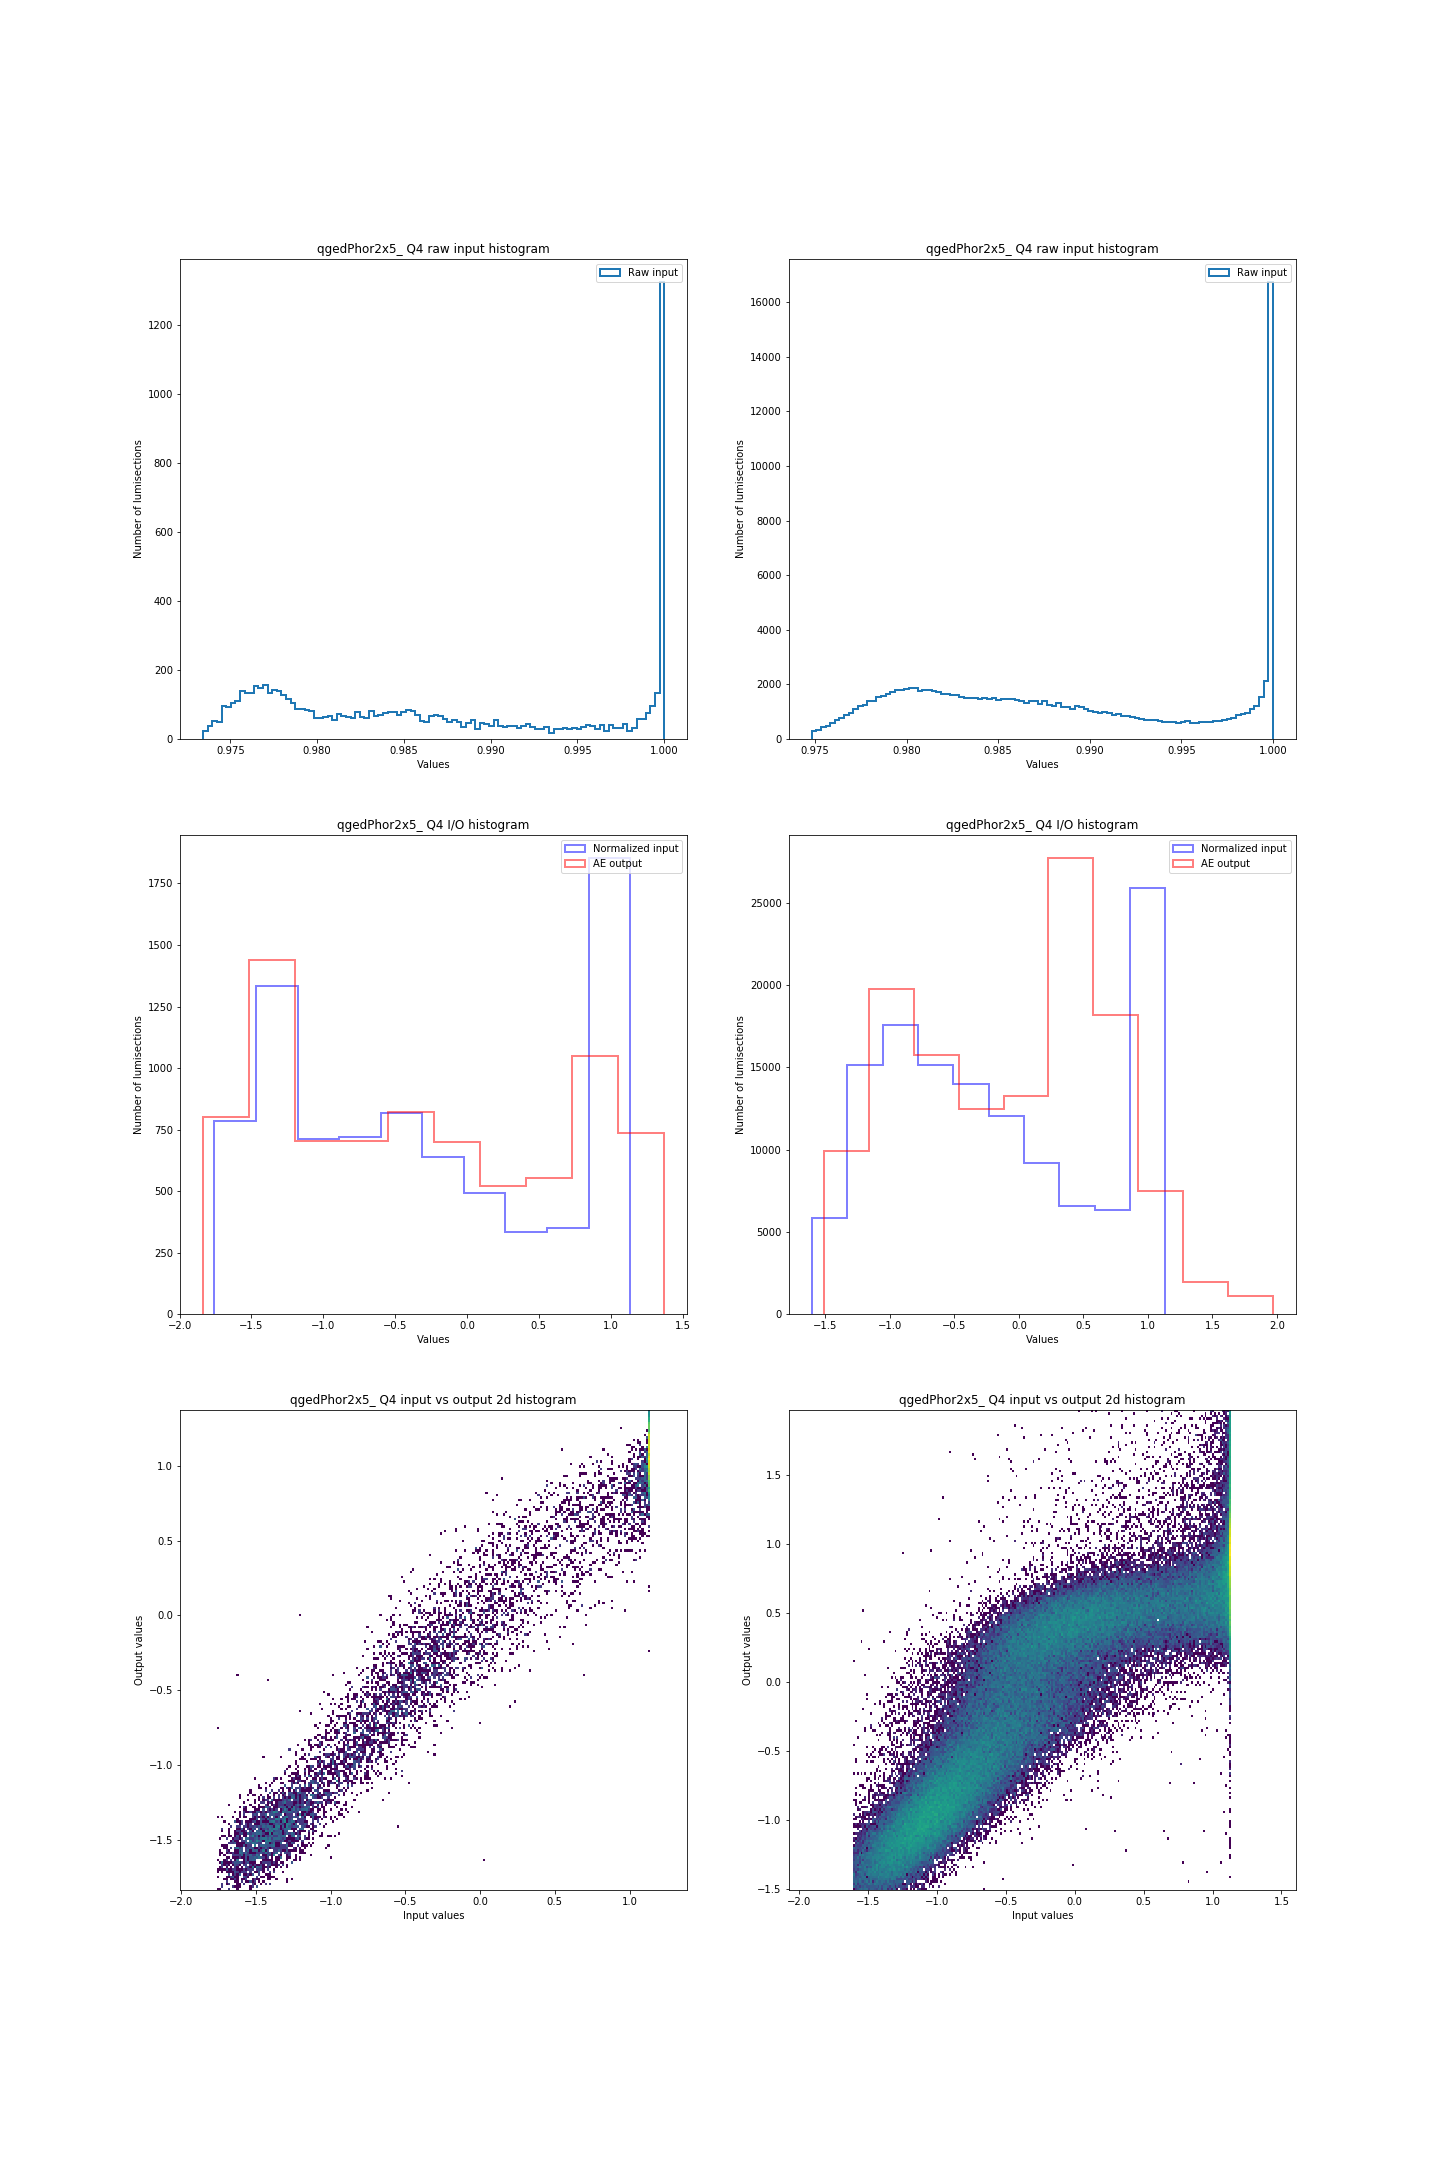 qgedPhor2x5_ Q4 raw input histogram
Raw input
1200
1000
800
600
400
200
0
Number of lumisections
0.975 0.980 0.985 0.990 0.995 1.000
Values
qgedPhor2x5_ Q4 raw input histogram
Raw input
16000
14000
12000
10000
8000
6000
4000
2000
0
Number of lumisections
0.975 0.980 0.985 0.990 0.995 1.000
Values
qgedPhor2x5_ Q4 I/O histogram
Normalized input
AE output
1750
1500
1250
1000
750
500
250
0
Number of lumisections
−2.0 −1.5 −1.0 −0.5 0.0 0.5 1.0 1.5
Values
qgedPhor2x5_ Q4 I/O histogram
Normalized input
AE output
25000
20000
15000
10000
5000
0
Number of lumisections
−1.5 −1.0 −0.5 0.0 0.5 1.0 1.5 2.0
Values
qgedPhor2x5_ Q4 input vs output 2d histogram
1.0
0.5
0.0
−0.5
−1.0
−1.5
Output values
−2.0 −1.5 −1.0 −0.5 0.0 0.5 1.0
Input values
qgedPhor2x5_ Q4 input vs output 2d histogram
1.5
1.0
0.5
0.0
−0.5
−1.0
−1.5
Output values
−2.0 −1.5 −1.0 −0.5 0.0 0.5 1.0 1.5
Input values